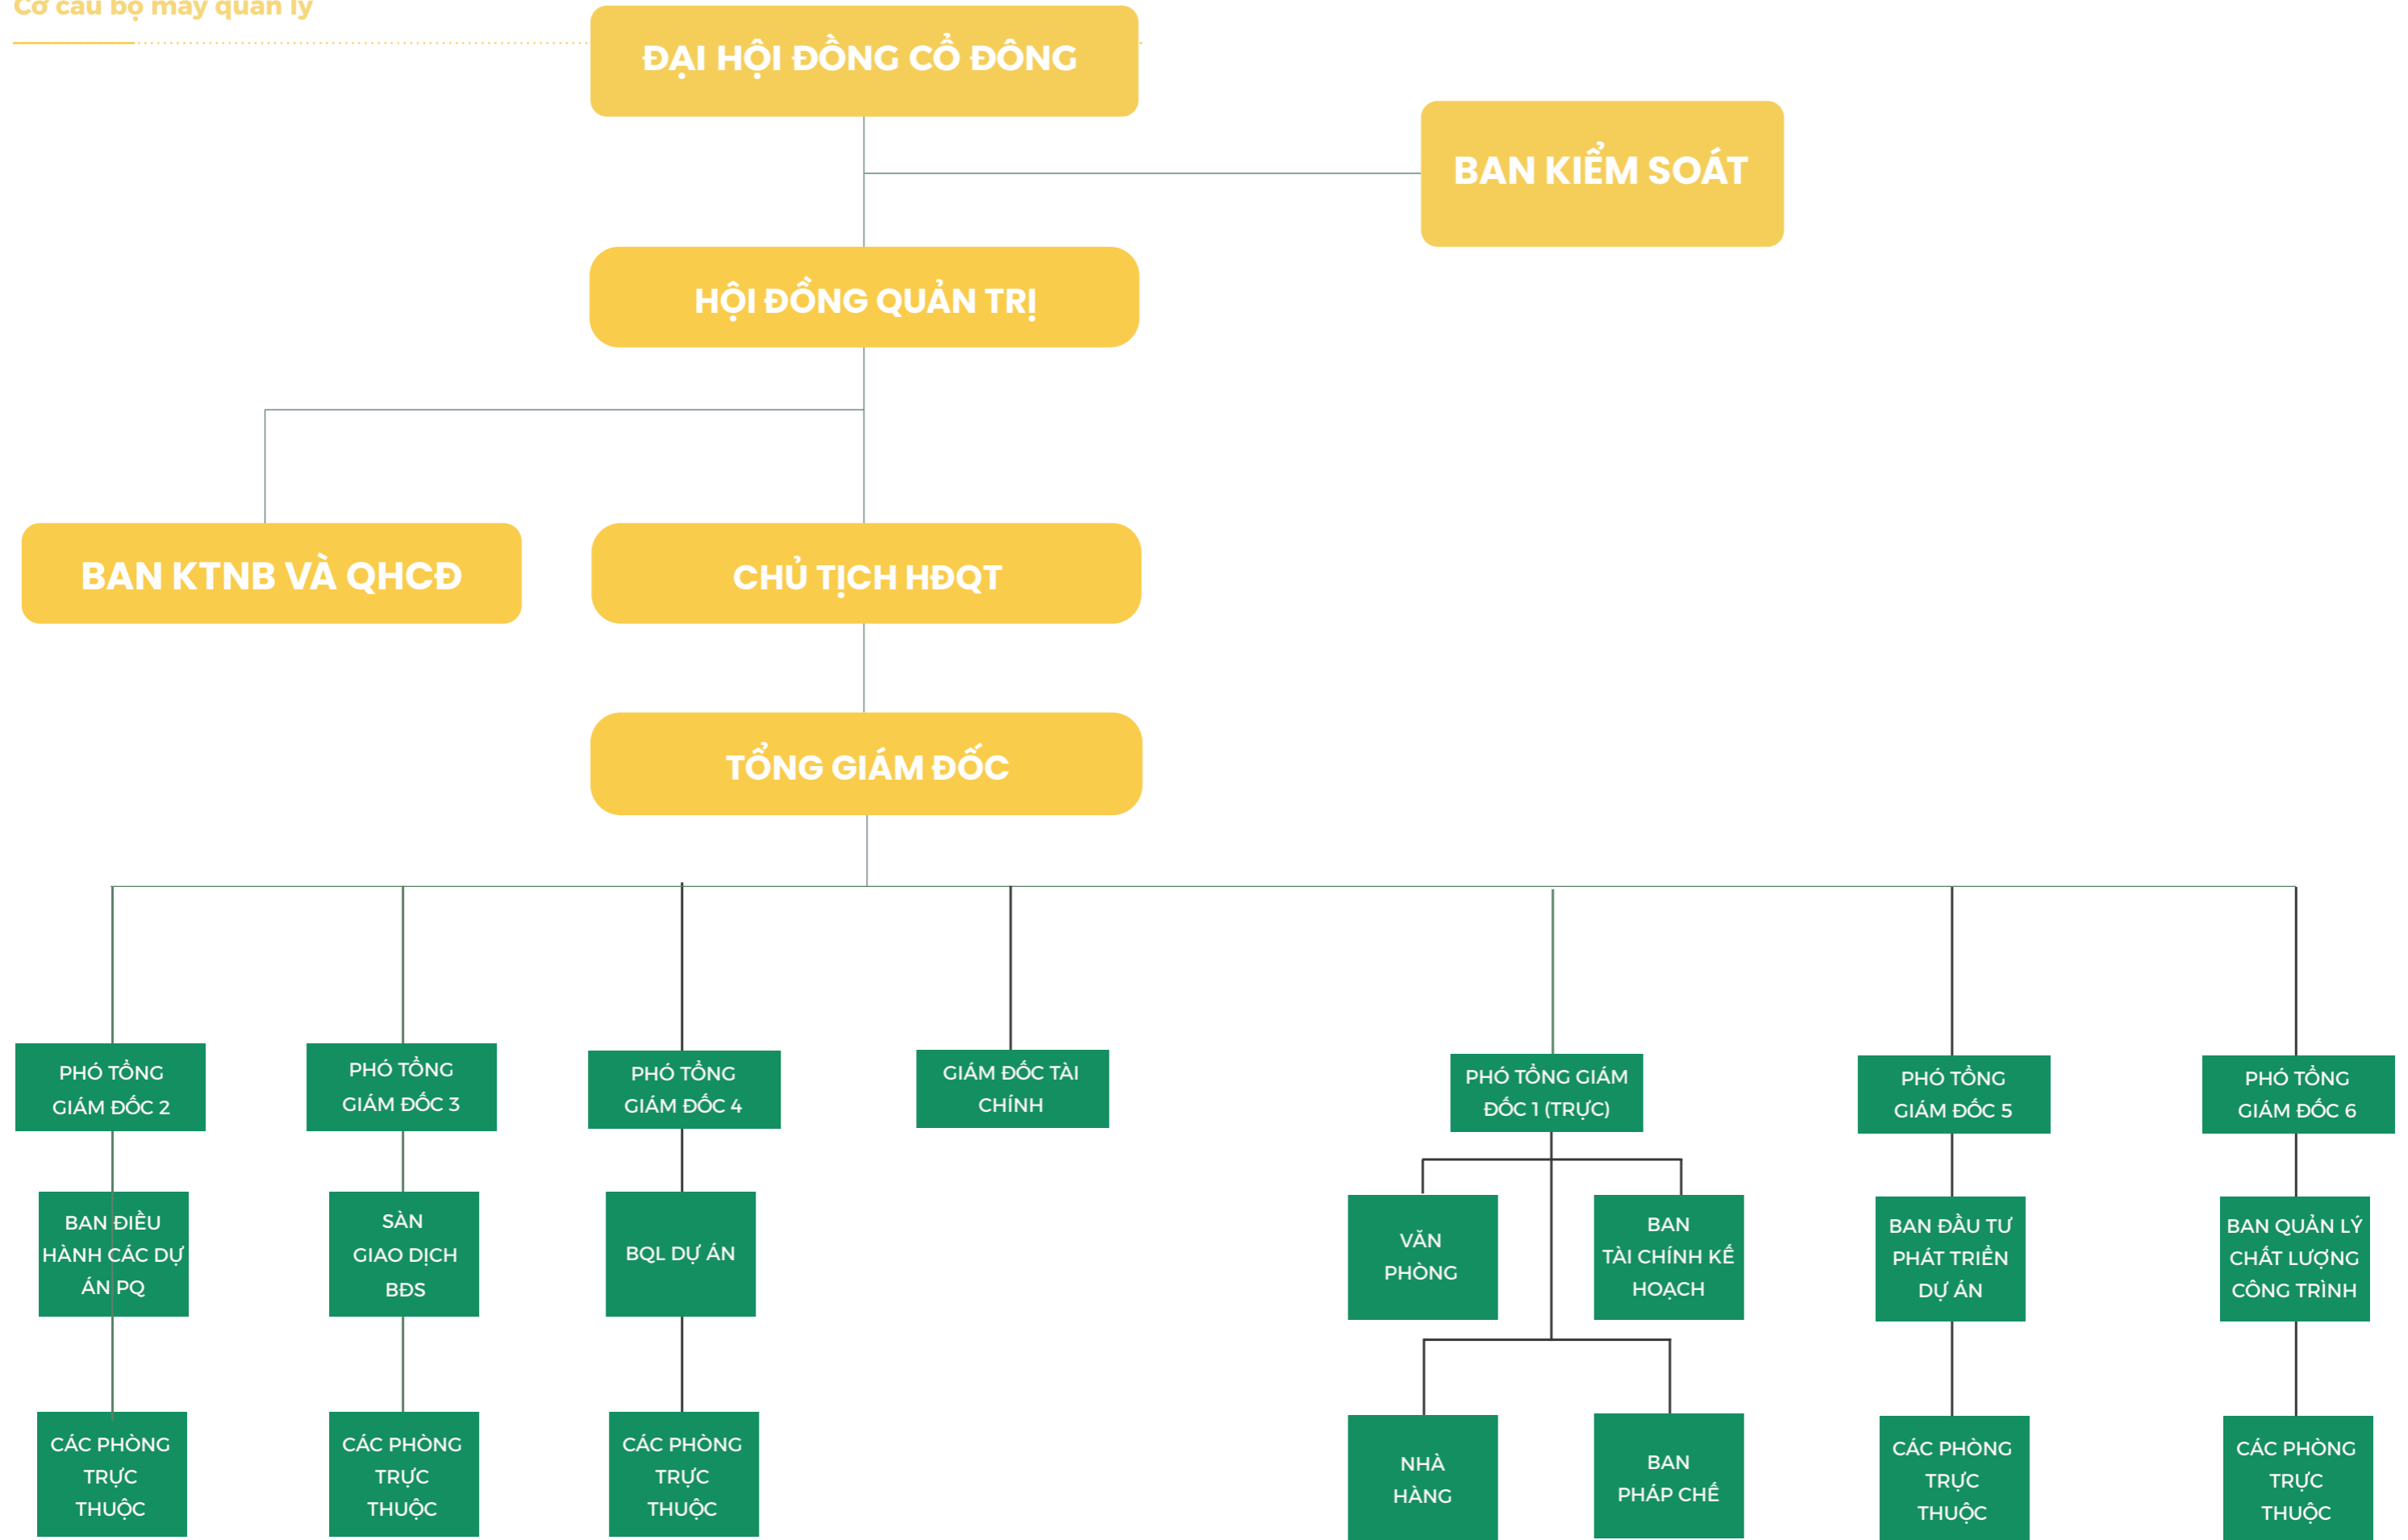 Cơ cấu bộ máy quản lý
ĐẠI HỘI ĐỒNG CỔ ĐÔNG
BAN KIỂM SOÁT
HỘI ĐỒNG QUẢN TRỊ
BAN KTNB VÀ QHCĐ
CHỦ TỊCH HĐQT
TỔNG GIÁM ĐỐC
PHÓ TỔNG
GIÁM ĐỐC 2
PHÓ TỔNG
GIÁM ĐỐC 3
PHÓ TỔNG
GIÁM ĐỐC 4
GIÁM ĐỐC TÀI
CHÍNH
PHÓ TỔNG GIÁM
ĐỐC 1 (TRỰC)
PHÓ TỔNG
GIÁM ĐỐC 5
PHÓ TỔNG
GIÁM ĐỐC 6
BAN ĐIỀU
HÀNH CÁC DỰ
ÁN PQ
SÀN
GIAO DỊCH
BĐS
BQL DỰ ÁN
VĂN
PHÒNG
BAN
TÀI CHÍNH KẾ
HOẠCH
BAN ĐẦU TƯ
PHÁT TRIỂN
DỰ ÁN
BAN QUẢN LÝ
CHẤT LƯỢNG
CÔNG TRÌNH
CÁC PHÒNG
TRỰC
THUỘC
CÁC PHÒNG
TRỰC
THUỘC
CÁC PHÒNG
TRỰC
THUỘC
NHÀ
HÀNG
BAN
PHÁP CHẾ
CÁC PHÒNG
TRỰC
THUỘC
CÁC PHÒNG
TRỰC
THUỘC